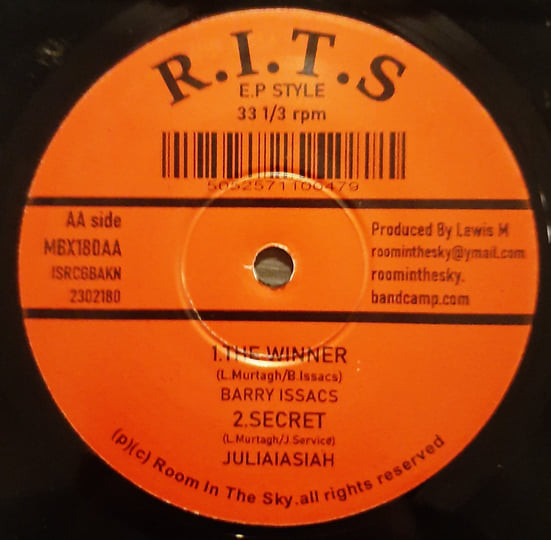 R.I.T.S
E.P STYLE
33 1/3 rpm
5052571100479
AA side
MBX180AA
ISRCGBAKN
2302180
Produced By Lewis M
roominthesky@ymail.com
roominthesky.
bandcamp.com
1.THE WINNER
(L.Murtagh/B.Issacs)
BARRY ISSACS
2.SECRET
(L.Murtagh/J.Service)
JULIAIASIAH
(p)(c) Room In The Sky.all rights reserved